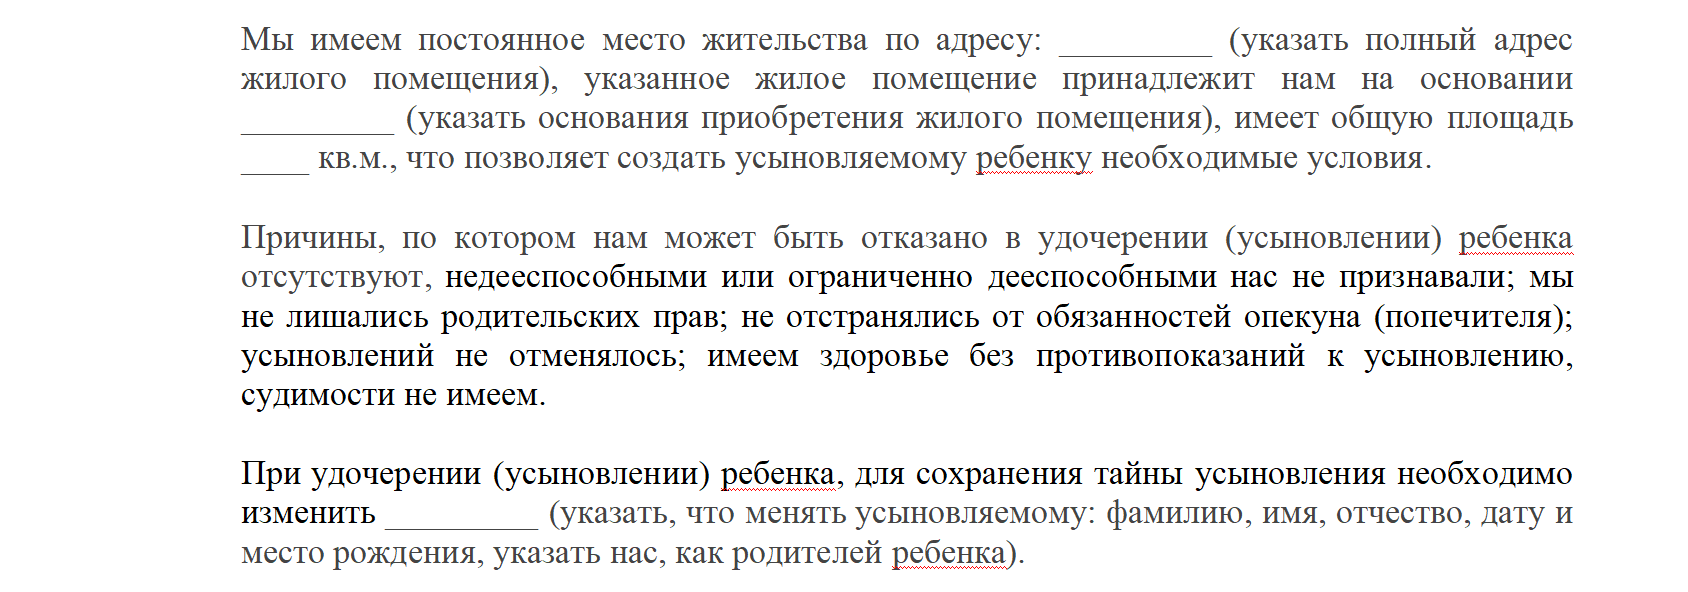 Мы имеем постоянное место жительства по адресу: _________ (указать полный адрес
жилого помещения), указанное жилое помещение принадлежит нам на основании
_________ (указать основания приобретения жилого помещения), имеет общую площадь
____ кв.м., что позволяет создать усыновляемому ребенку необходимые условия.
Причины, по котором нам может быть отказано в удочерении (усыновлении) ребенка
отсутствуют, недееспособными или ограниченно дееспособными нас не признавали; мы
не лишались родительских прав; не отстранялись от обязанностей опекуна (попечителя);
усыновлений не отменялось; имеем здоровье без противопоказаний к усыновлению,
судимости не имеем.
При удочерении (усыновлении) ребенка, для сохранения тайны усыновления необходимо
изменить _________ (указать, что менять усыновляемому: фамилию, имя, отчество, дату и
место рождения, указать нас, как родителей ребенка).